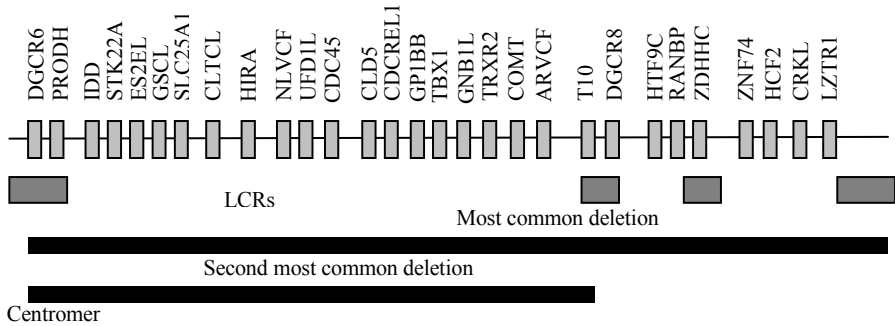 DGCR6 PRODH IDD STK22A ES2EL GSCL SLC25A1 CLTCL HIRA NLVCF UFD1L CDC45 CLD5 CDCREL1 GP1BB TBX1 GNB1L TRXR2 COMT ARVCF T10 DGCR8 HTF9C RANBP ZDHHC ZNF74 HCF2 CRKL LZTR1
LCRs
Most common deletion
Second most common deletion
Centromer